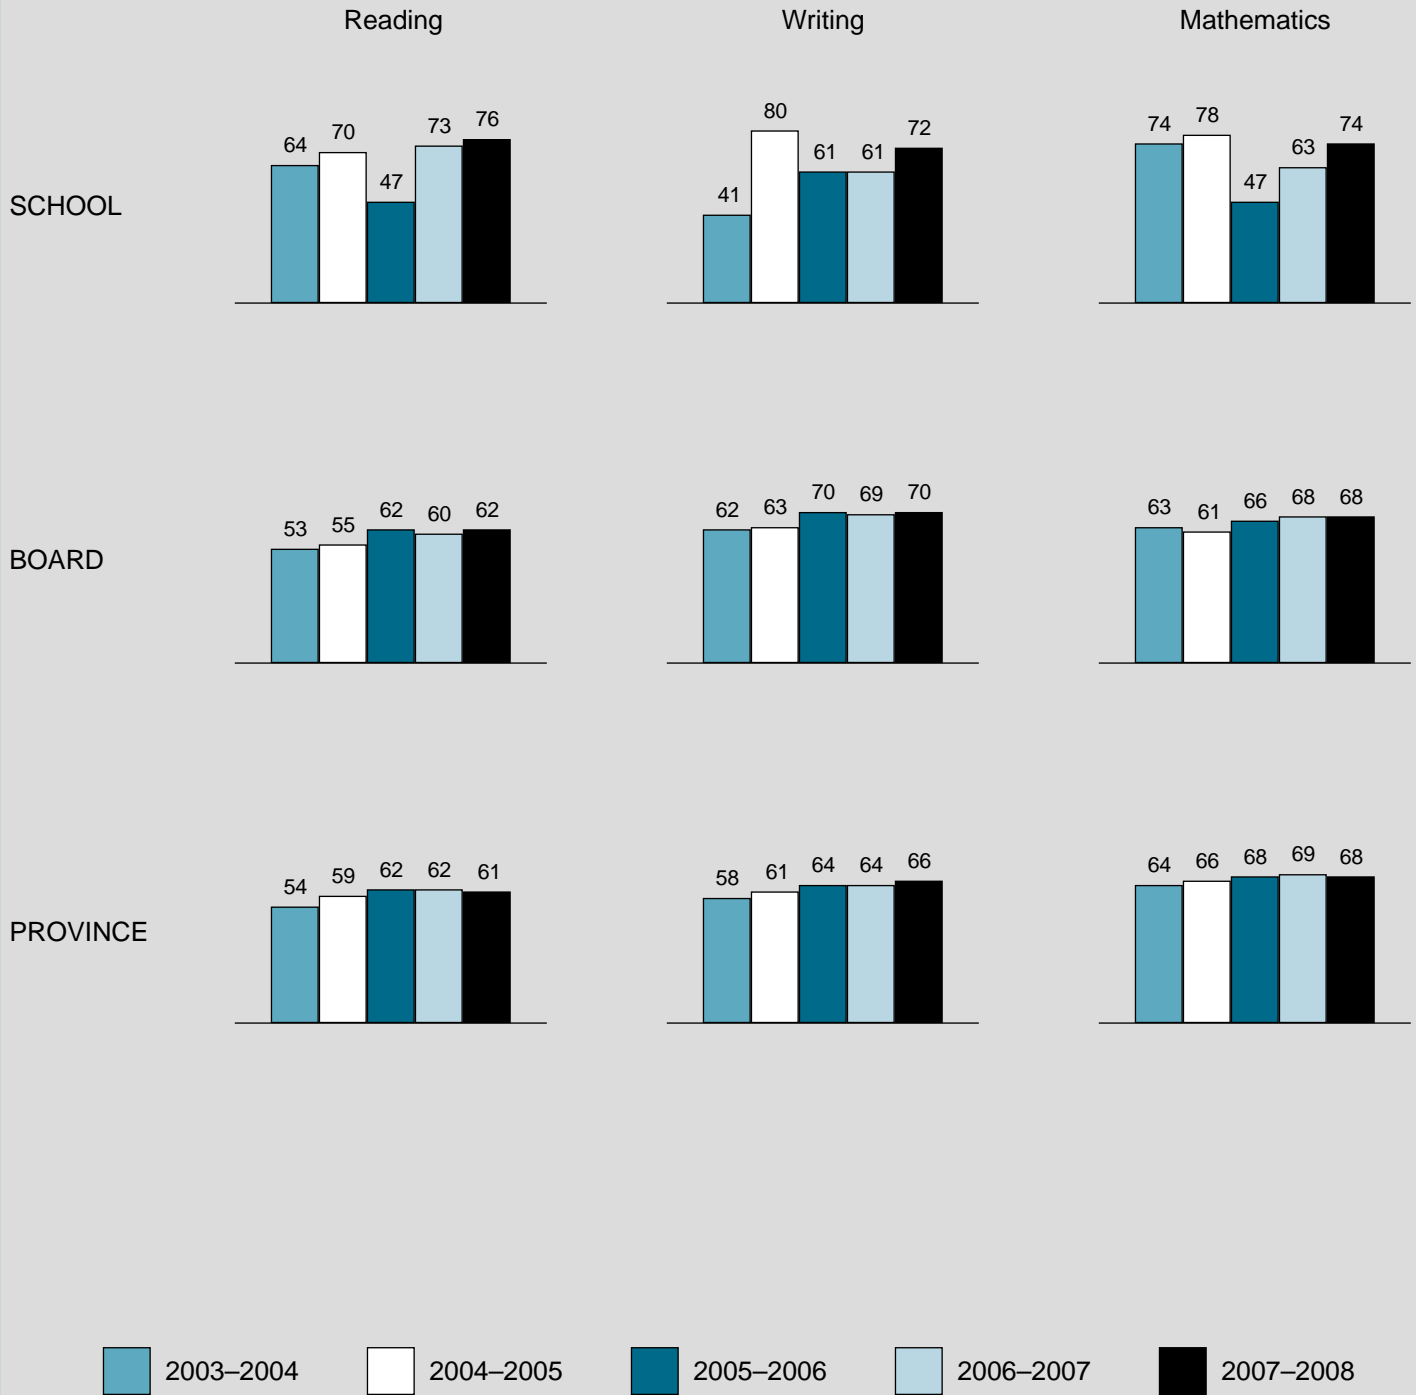 Reading Writing Mathematics
SCHOOL
64 70 47 73 76
41 80 61 61 72
74 78 47 63 74
BOARD
53 55 62 60 62
62 63 70 69 70
63 61 66 68 68
PROVINCE
54 59 62 62 61
58 61 64 64 66
64 66 68 69 68
2003–2004 2004–2005 2005–2006 2006–2007 2007–2008